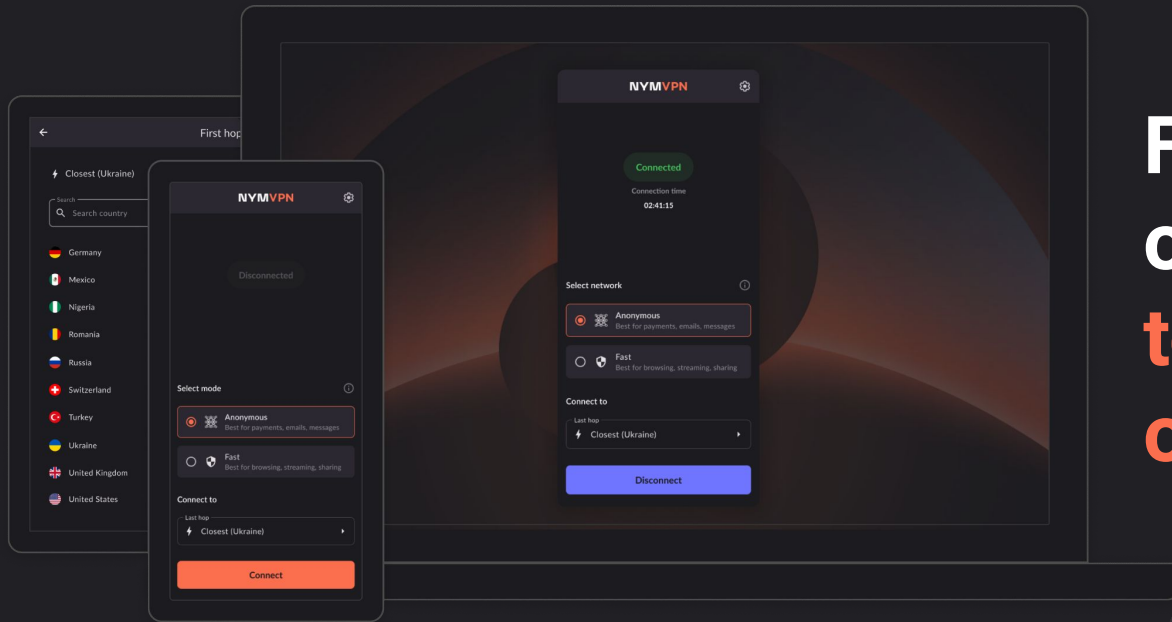 First hop
Closest (Ukraine)
Search
Search country
Germany
Mexico
Nigeria
Romania
Russia
Switzerland
Turkey
Ukraine
United Kingdom
United States
NYMVPN
Disconnected
Select mode
Anonymous
Best for payments, emails, messages
Fast
Best for browsing, streaming, sharing
Connect to
Last hop
Closest (Ukraine)
Connect
NYMVPN
Connected
Connection time
02:41:15
Select network
Anonymous
Best for payments, emails, messages
Fast
Best for browsing, streaming, sharing
Connect to
Last hop
Closest (Ukraine)
Disconnect